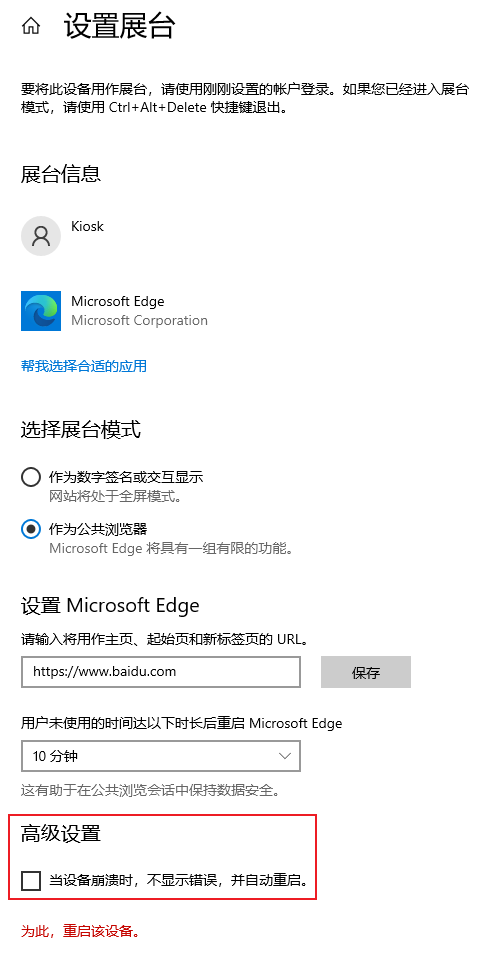 设置展台
要将此设备用作展台，请使用刚刚设置的帐户登录。如果您已经进入展台
模式，请使用 Ctrl+Alt+Delete 快捷键退出。
展台信息
Kiosk
Microsoft Edge
Microsoft Corporation
帮我选择合适的应用
选择展台模式
作为数字签名或交互显示
网站将处于全屏模式。
作为公共浏览器
Microsoft Edge 将具有一组有限的功能。
设置 Microsoft Edge
请输入将用作主页、起始页和新标签页的 URL。
https://www.baidu.com
保存
用户未使用的时间达以下时长后重启 Microsoft Edge
10 分钟
这有助于在公共浏览会话中保持数据安全。
高级设置
当设备崩溃时，不显示错误，并自动重启。
为此，重启该设备。